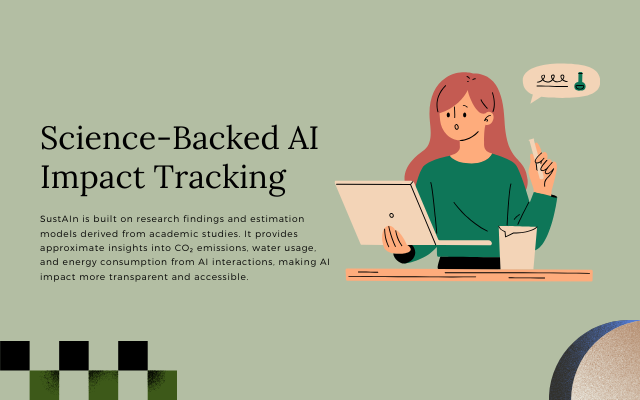 Science-Backed AI
Impact Tracking
SustAIn is built on research findings and estimation
models derived from academic studies. It provides
approximate insights into CO₂ emissions, water usage,
and energy consumption from AI interactions, making AI
impact more transparent and accessible.